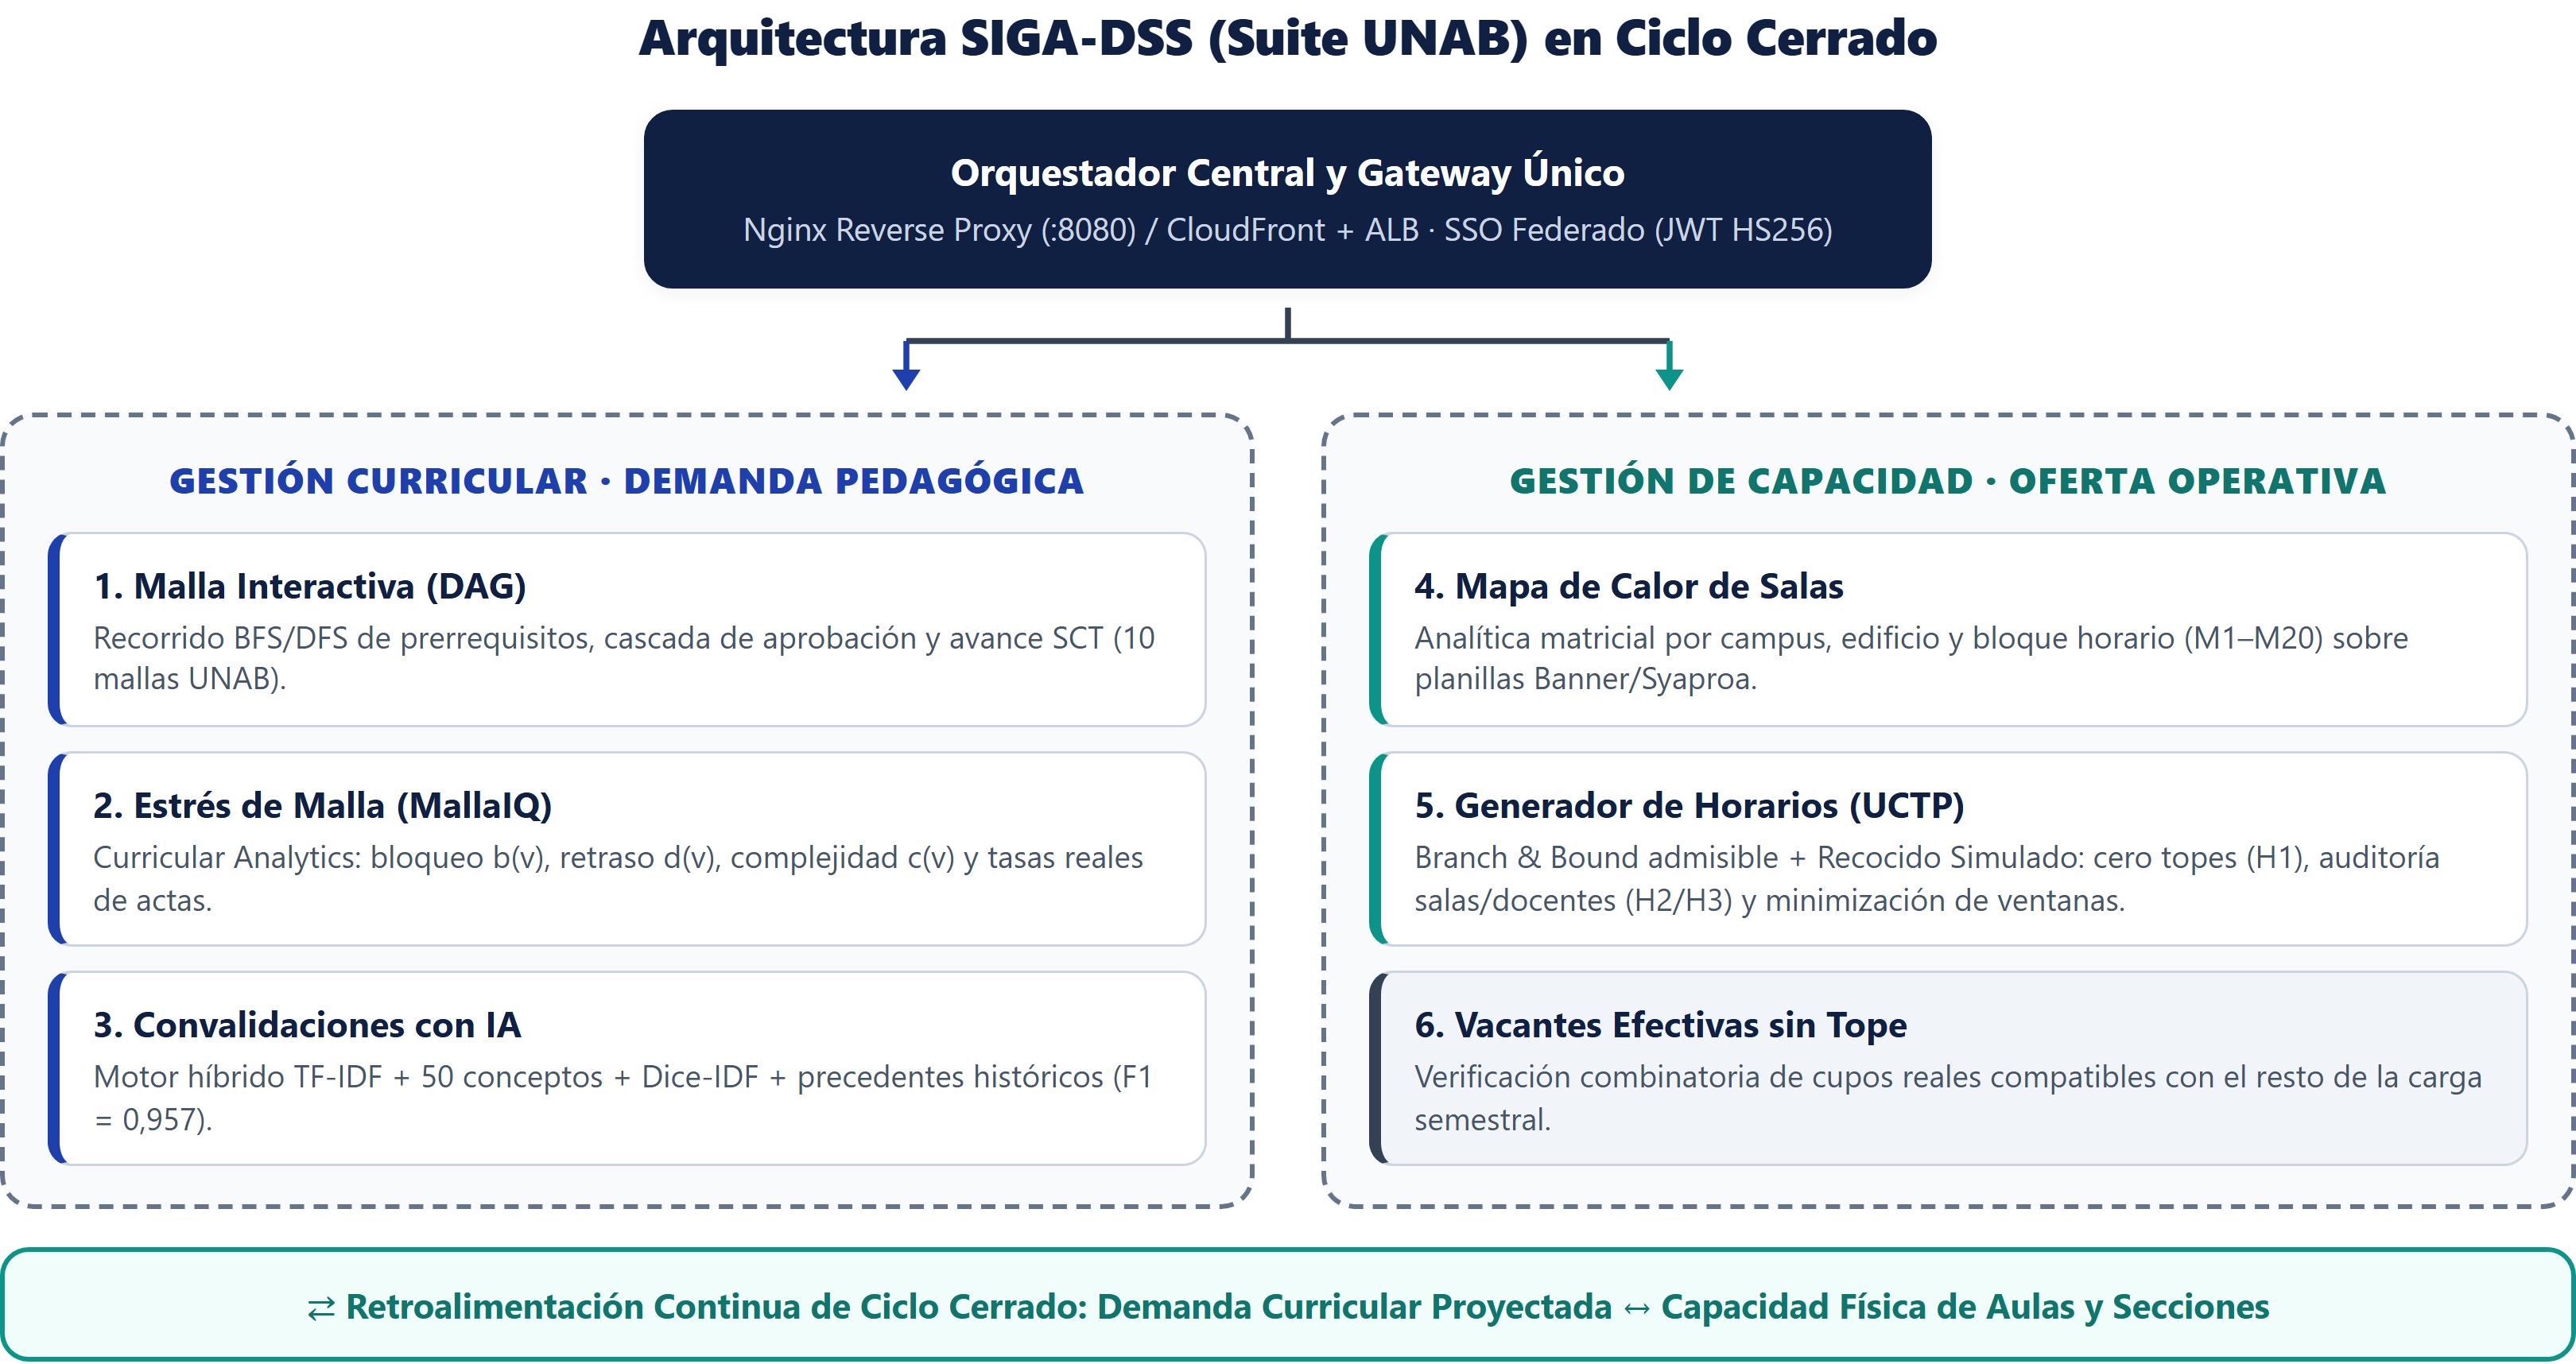 Arquitectura SIGA-DSS (Suite UNAB) en Ciclo Cerrado
Orquestador Central y Gateway Único
Nginx Reverse Proxy (:8080) / CloudFront + ALB · SSO Federado (JWT HS256)
GESTIÓN CURRICULAR · DEMANDA PEDAGÓGICA
1. Malla Interactiva (DAG)
Recorrido BFS/DFS de prerrequisitos, cascada de aprobación y avance SCT (10
mallas UNAB).
2. Estrés de Malla (MallaIQ)
Curricular Analytics: bloqueo b(v), retraso d(v), complejidad c(v) y tasas reales
de actas.
3. Convalidaciones con IA
Motor híbrido TF-IDF + 50 conceptos + Dice-IDF + precedentes históricos (F1
= 0,957).
GESTIÓN DE CAPACIDAD · OFERTA OPERATIVA
4. Mapa de Calor de Salas
Analítica matricial por campus, edificio y bloque horario (M1–M20) sobre
planillas Banner/Syaproa.
5. Generador de Horarios (UCTP)
Branch & Bound admisible + Recocido Simulado: cero topes (H1), auditoría
salas/docentes (H2/H3) y minimización de ventanas.
6. Vacantes Efectivas sin Tope
Verificación combinatoria de cupos reales compatibles con el resto de la carga
semestral.
⇄ Retroalimentación Continua de Ciclo Cerrado: Demanda Curricular Proyectada ↔ Capacidad Física de Aulas y Secciones